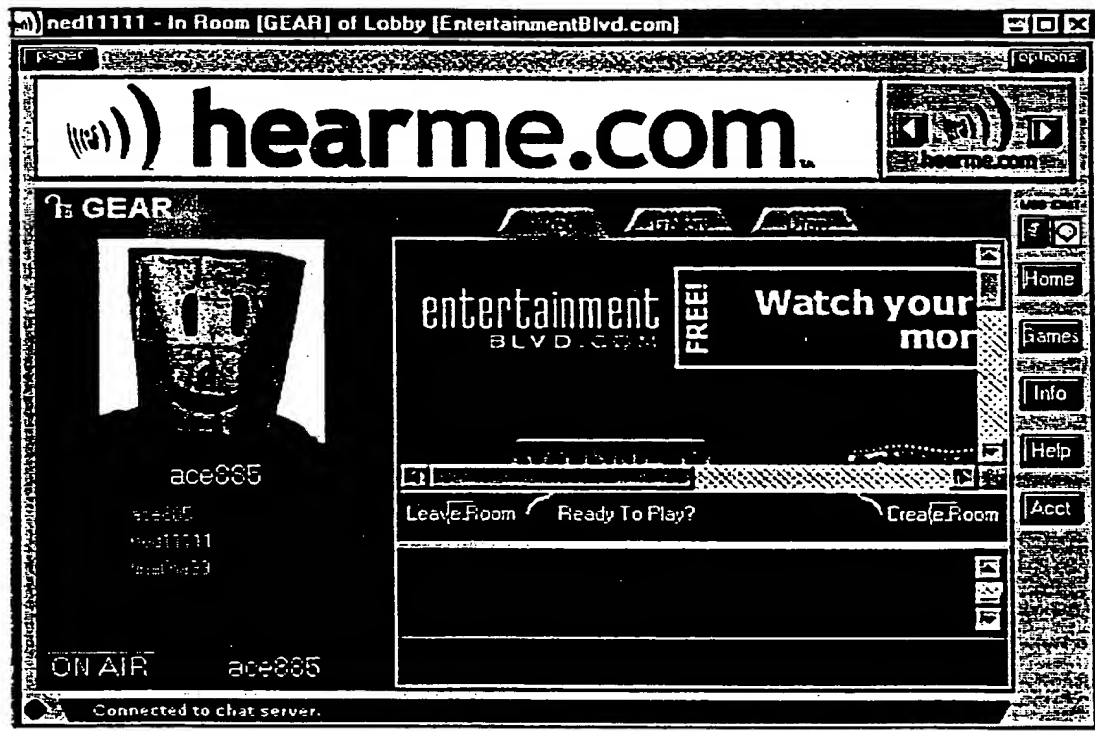 ned11111 - In Room [GEAR] of Lobby [EntertainmentBlvd.com]
pager
options
hearme.com
hearme.com
GEAR
Home
entertainment
BLVD.COM
FREE!
Watch your
mor
Games
Info
Help
ace885
Acct
Leave Room
Ready To Play?
Create Room
ace885
ned11111
ON AIR
ace885
Connected to chat server.